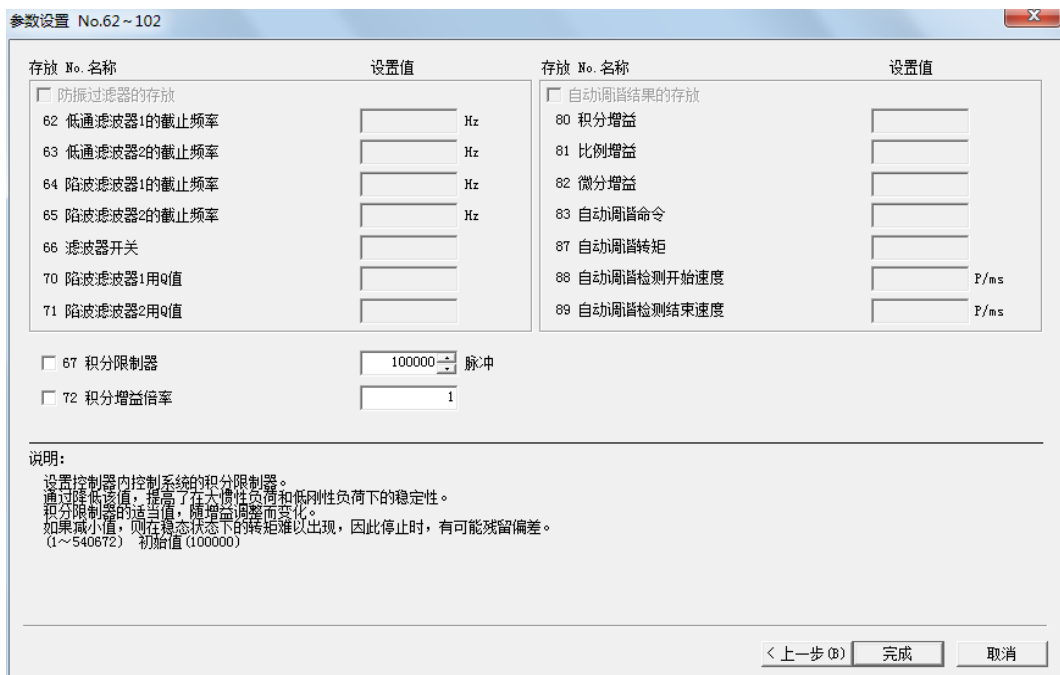 参数设置 No.62～102
X
存放 No.名称 设置值
防振过滤器的存放
62 低通滤波器1的截止频率 Hz
63 低通滤波器2的截止频率 Hz
64 陷波滤波器1的截止频率 Hz
65 陷波滤波器2的截止频率 Hz
66 滤波器开关
70 陷波滤波器1用Q值
71 陷波滤波器2用Q值
存放 No.名称 设置值
自动调谐结果的存放
80 积分增益
81 比例增益
82 微分增益
83 自动调谐命令
87 自动调谐转矩
88 自动调谐检测开始速度 P/ms
89 自动调谐检测结束速度 P/ms
67 积分限制器 100000 脉冲
72 积分增益倍率 1
说明:
设置控制器内控制系统的积分限制器。
通过降低该值，提高了在大惯性负荷和低刚性负荷下的稳定性。
积分限制器的适当值，随增益调整而变化。
如果减小值，则在稳态状态下的转矩难以出现，因此停止时，有可能残留偏差。
(1～540672) 初始值(100000)
<上一步(B) 完成 取消